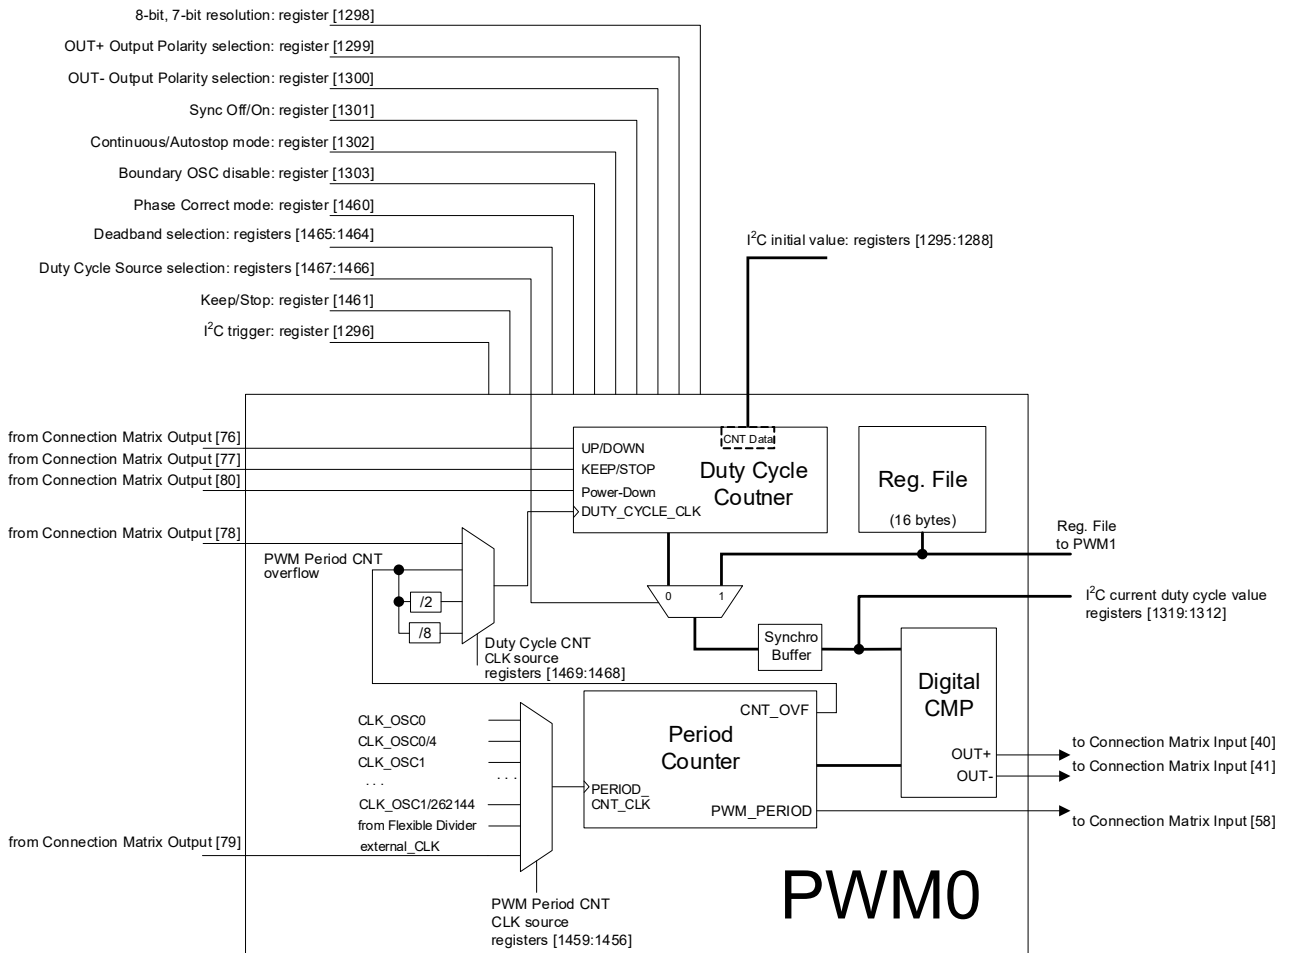 8-bit, 7-bit resolution: register [1298]
OUT+ Output Polarity selection: register [1299]
OUT- Output Polarity selection: register [1300]
Sync Off/On: register [1301]
Continuous/Autostop mode: register [1302]
Boundary OSC disable: register [1303]
Phase Correct mode: register [1460]
Deadband selection: registers [1465:1464]
Duty Cycle Source selection: registers [1467:1466]
Keep/Stop: register [1461]
I2C trigger: register [1296]
I2C initial value: registers [1295:1288]
from Connection Matrix Output [76]
from Connection Matrix Output [77]
from Connection Matrix Output [80]
from Connection Matrix Output [78]
UP/DOWN
KEEP/STOP
Power-Down
DUTY_CYCLE_CLK
CNT Data
Duty Cycle
Coutner
Reg. File
(16 bytes)
Reg. File
to PWM1
PWM Period CNT
overflow
/2
/8
Duty Cycle CNT
CLK source
registers [1469:1468]
0
1
Synchro
Buffer
I2C current duty cycle value
registers [1319:1312]
Digital
CMP
OUT+
OUT-
to Connection Matrix Input [40]
to Connection Matrix Input [41]
CNT_OVF
Period
Counter
PERIOD_
CNT_CLK
PWM_PERIOD
to Connection Matrix Input [58]
CLK_OSC0
CLK_OSC0/4
CLK_OSC1
. . .
. . .
CLK_OSC1/262144
from Flexible Divider
external_CLK
from Connection Matrix Output [79]
PWM Period CNT
CLK source
registers [1459:1456]
PWM0